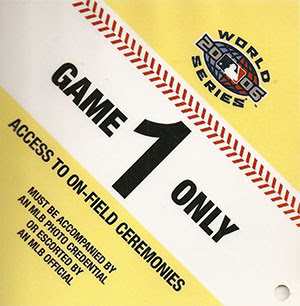 WORLD
2006
SERIES
GAME 1 ONLY
ACCESS TO ON-FIELD CEREMONIES
MUST BE ACCOMPANIED BY
AN MLB PHOTO CREDENTIAL
OR ESCORTED BY
AN MLB OFFICIAL